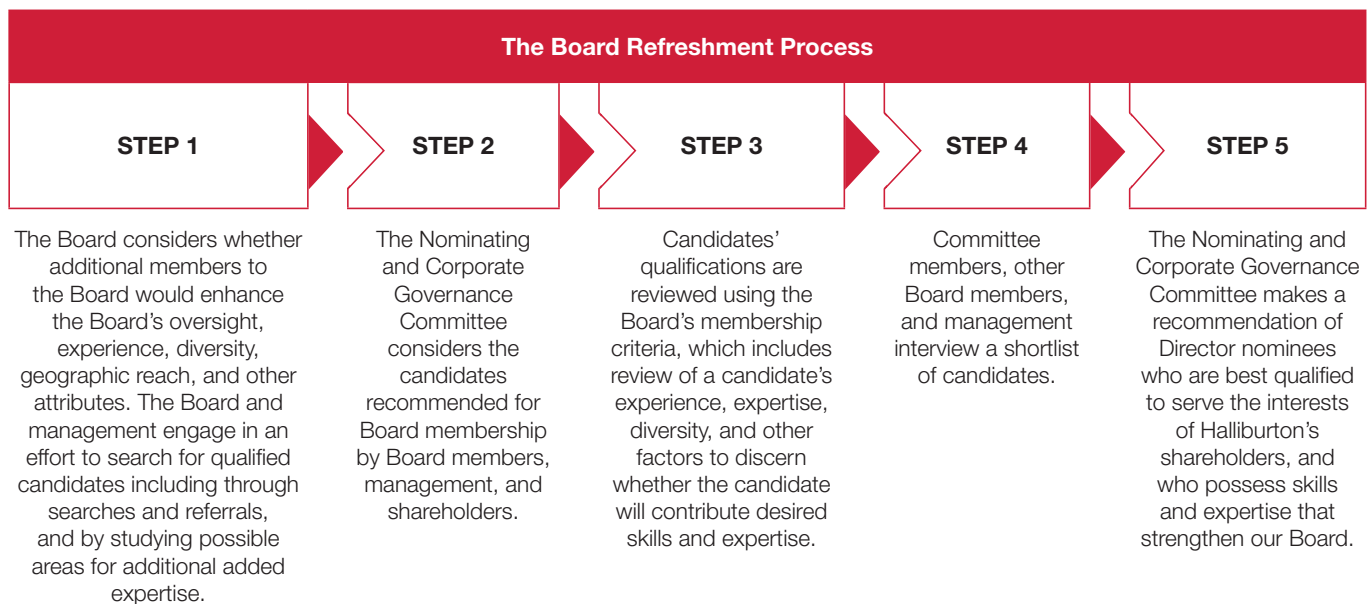 The Board Refreshment Process
STEP 1
STEP 2
STEP 3
STEP 4
STEP 5
The Board considers whether
additional members to
the Board would enhance
the Board’s oversight,
experience, diversity,
geographic reach, and other
attributes. The Board and
management engage in an
effort to search for qualified
candidates including through
searches and referrals,
and by studying possible
areas for additional added
expertise.
The Nominating
and Corporate
Governance
Committee
considers the
candidates
recommended for
Board membership
by Board members,
management, and
shareholders.
Candidates’
qualifications are
reviewed using the
Board’s membership
criteria, which includes
review of a candidate’s
experience, expertise,
diversity, and other
factors to discern
whether the candidate
will contribute desired
skills and expertise.
Committee
members, other
Board members,
and management
interview a shortlist
of candidates.
The Nominating and
Corporate Governance
Committee makes a
recommendation of
Director nominees
who are best qualified
to serve the interests
of Halliburton’s
shareholders, and
who possess skills
and expertise that
strengthen our Board.